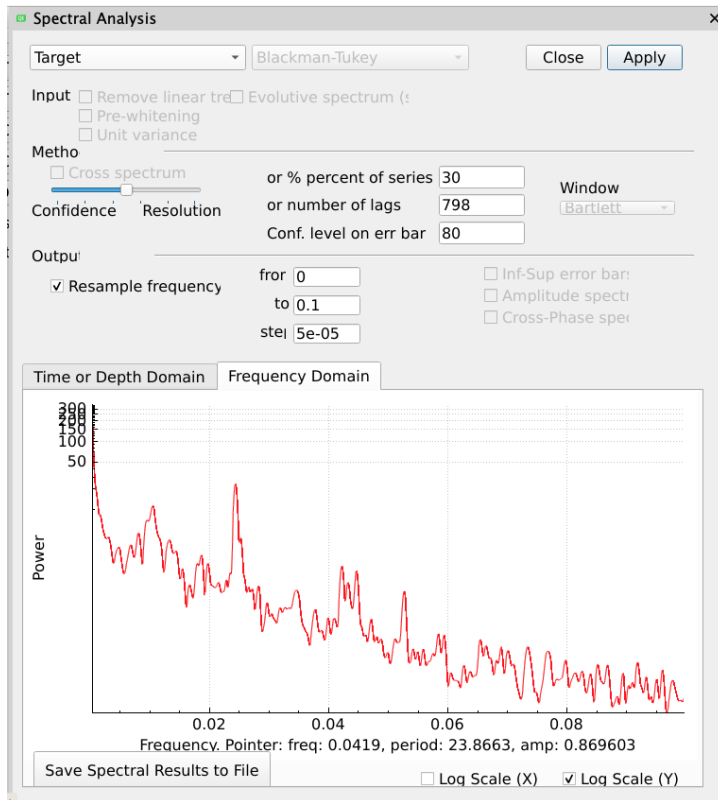 Spectral Analysis
Target Blackman-Tukey Close Apply
Input Remove linear tre Evolutive spectrum (s
Pre-whitening
Unit variance
Metho
Cross spectrum
or % percent of series 30
Window
or number of lags 798
Bartlett
Confidence Resolution
Conf. level on err bar 80
Outpu
Resample frequency
from 0
to 0.1
step 5e-05
Inf-Sup error bars
Amplitude spectr
Cross-Phase spec
Time or Depth Domain Frequency Domain
300
200
150
100
50
Power
0.02 0.04 0.06 0.08
Frequency. Pointer: freq: 0.0419, period: 23.8663, amp: 0.869603
Save Spectral Results to File
Log Scale (X) Log Scale (Y)